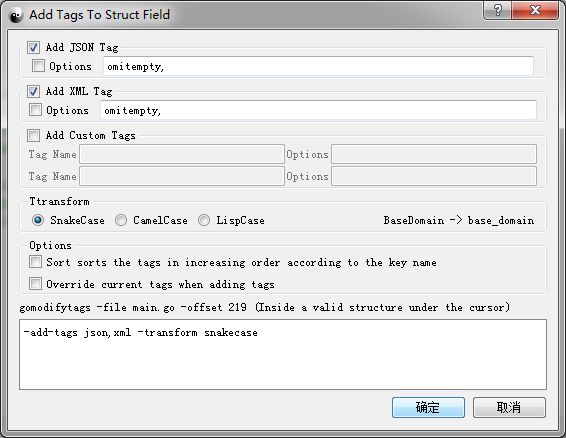 Add Tags To Struct Field
Add JSON Tag
Options omitempty,
Add XML Tag
Options omitempty,
Add Custom Tags
Tag Name Options
Tag Name Options
Ttransform
SnakeCase CamelCase LispCase BaseDomain -> base_domain
Options
Sort sorts the tags in increasing order according to the key name
Override current tags when adding tags
gomodifytags -file main.go -offset 219 (Inside a valid structure under the cursor)
-add-tags json,xml -transform snakecase
确定 取消